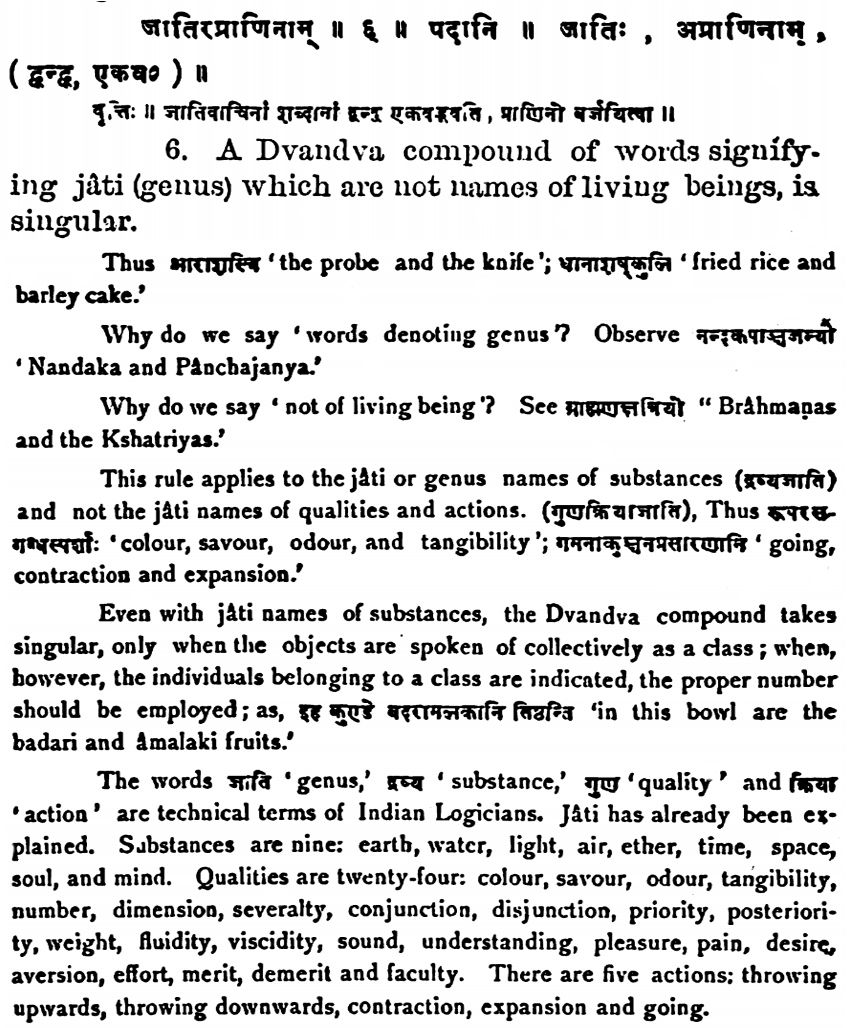 जातिरप्राणिनाम् ॥ ६ ॥ पदानि ॥ जातिः , अप्राणिनाम् ,
( द्वन्द्व, एकव० ) ॥
वृत्तिः ॥ जातिवाचिनां शब्दानां द्वन्द्व एकवद्भवति , प्राणिनो वर्जयित्वा ॥
6. A Dvandva compound of words signify-
ing jâti (genus) which are not names of living beings, is
singular.
Thus आराशस्त्रि ‘ the probe and the knife’; धानाशष्कुलि ‘ fried rice and
barley cake.’
Why do we say ‘ words denoting genus’? Observe नन्दकपाञ्चजन्यौ
‘ Nandaka and Pânchajanya.’
Why do we say ‘ not of living being’? See ब्राह्मणक्षत्रियौ “ Brâhmaṇas
and the Kshatriyas.’
This rule applies to the jâti or genus names of substances (द्रव्यजाति)
and not the jâti names of qualities and actions. (गुणक्रियाजाति), Thus रूपरस-
गन्धस्पर्शाः ‘ colour, savour, odour, and tangibility’; गमनाकुञ्चनप्रसारणानि ‘ going,
contraction and expansion.’
Even with jâti names of substances, the Dvandva compound takes
singular, only when the objects are spoken of collectively as a class ; when,
however, the individuals belonging to a class are indicated, the proper number
should be employed; as, इह कुण्डे बदरामलकानि तिष्ठन्ति ‘in this bowl are the
badari and âmalaki fruits.’
The words जाति ‘ genus,’ द्रव्य ‘ substance,’ गुण ‘ quality ’ and क्रिया
‘ action ’ are technical terms of Indian Logicians. Jâti has already been ex-
plained. Substances are nine: earth, water, light, air, ether, time, space,
soul, and mind. Qualities are twenty-four: colour, savour, odour, tangibility,
number, dimension, severalty, conjunction, disjunction, priority, posteriori-
ty, weight, fluidity, viscidity, sound, understanding, pleasure, pain, desire,
aversion, effort, merit, demerit and faculty. There are five actions: throwing
upwards, throwing downwards, contraction, expansion and going.